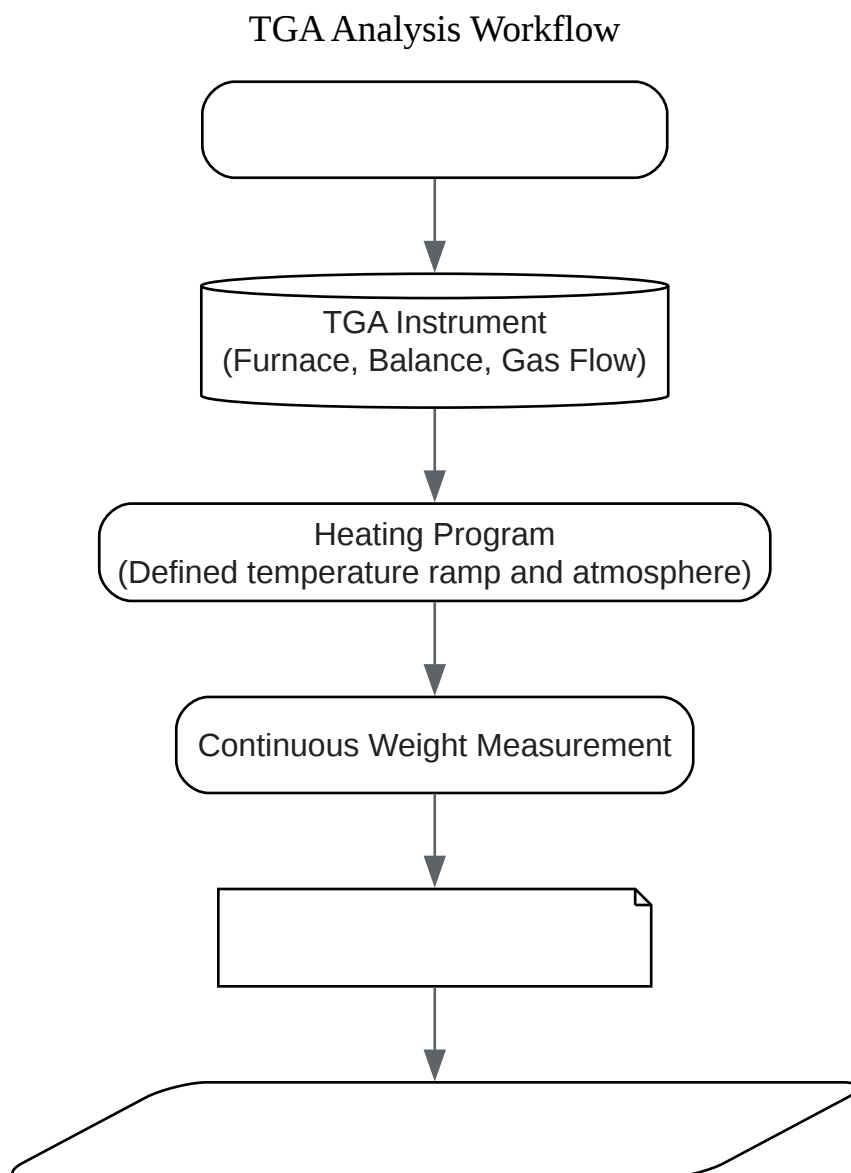 TGA Analysis Workflow
TGA Instrument
(Furnace, Balance, Gas Flow)
Heating Program
(Defined temperature ramp and atmosphere)
Continuous Weight Measurement